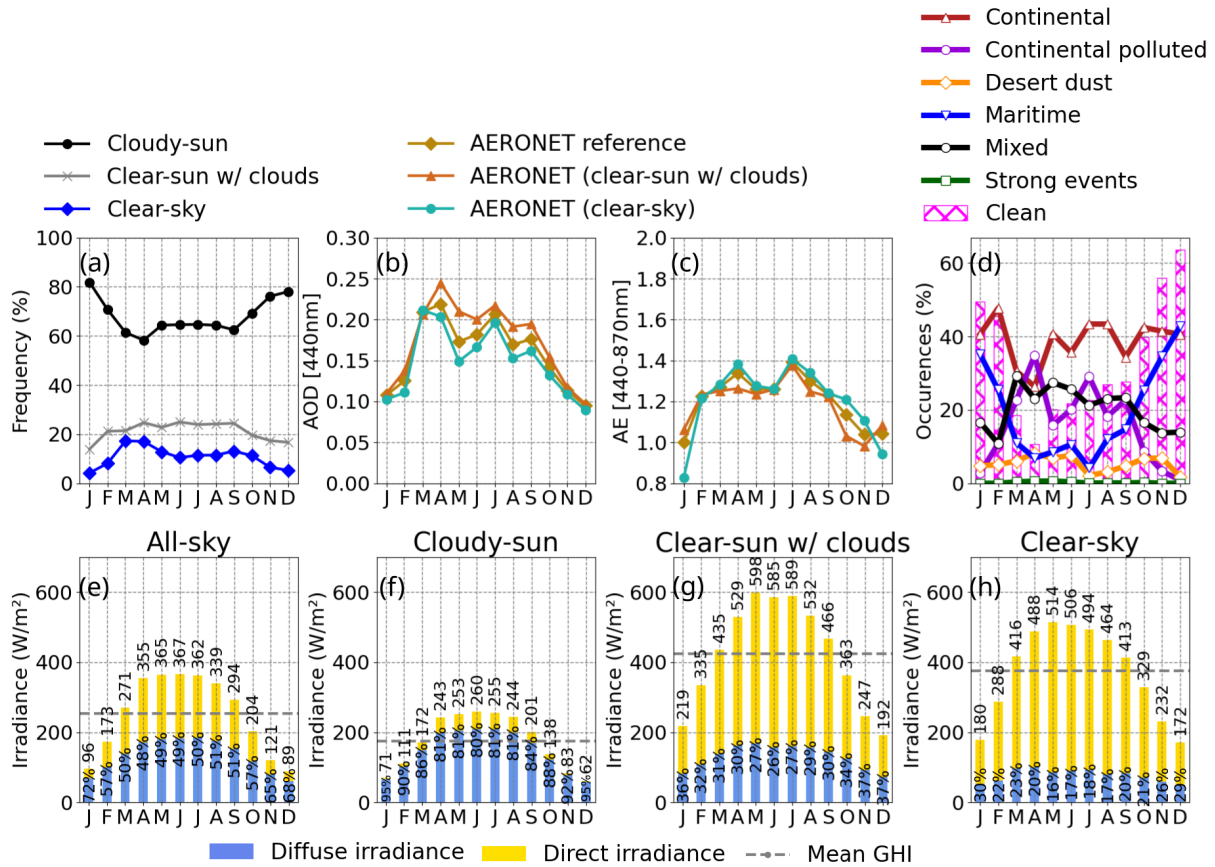 Continental
Continental polluted
Desert dust
Maritime
Mixed
Strong events
Clean
Cloudy-sun
Clear-sun w/ clouds
Clear-sky
AERONET reference
AERONET (clear-sun w/ clouds)
AERONET (clear-sky)
(a)
Frequency (%)
100
80
60
40
20
0
J F M A M J J A S O N D
(b)
AOD [440nm]
0.30
0.25
0.20
0.15
0.10
0.05
0.00
J F M A M J J A S O N D
(c)
AE [440-870nm]
2.0
1.8
1.6
1.4
1.2
1.0
0.8
J F M A M J J A S O N D
(d)
Occurences (%)
60
40
20
0
J F M A M J J A S O N D
All-sky
(e)
Irradiance (W/m²)
600
400
200
0
96 173 271 355 365 367 362 339 294 204 121 89
72% 57% 50% 48% 49% 49% 50% 51% 51% 57% 65% 68%
J F M A M J J A S O N D
Cloudy-sun
(f)
Irradiance (W/m²)
600
400
200
0
71 111 172 243 253 260 255 244 201 138 83 62
95% 90% 86% 81% 81% 80% 81% 81% 84% 88% 92% 95%
J F M A M J J A S O N D
Clear-sun w/ clouds
(g)
Irradiance (W/m²)
600
400
200
0
219 335 435 529 598 585 589 532 466 363 247 192
36% 32% 31% 30% 27% 26% 27% 29% 30% 34% 37% 37%
J F M A M J J A S O N D
Clear-sky
(h)
Irradiance (W/m²)
600
400
200
0
180 288 416 488 514 506 494 464 413 329 232 172
30% 22% 23% 20% 16% 17% 18% 17% 20% 21% 26% 29%
J F M A M J J A S O N D
Diffuse irradiance
Direct irradiance
Mean GHI